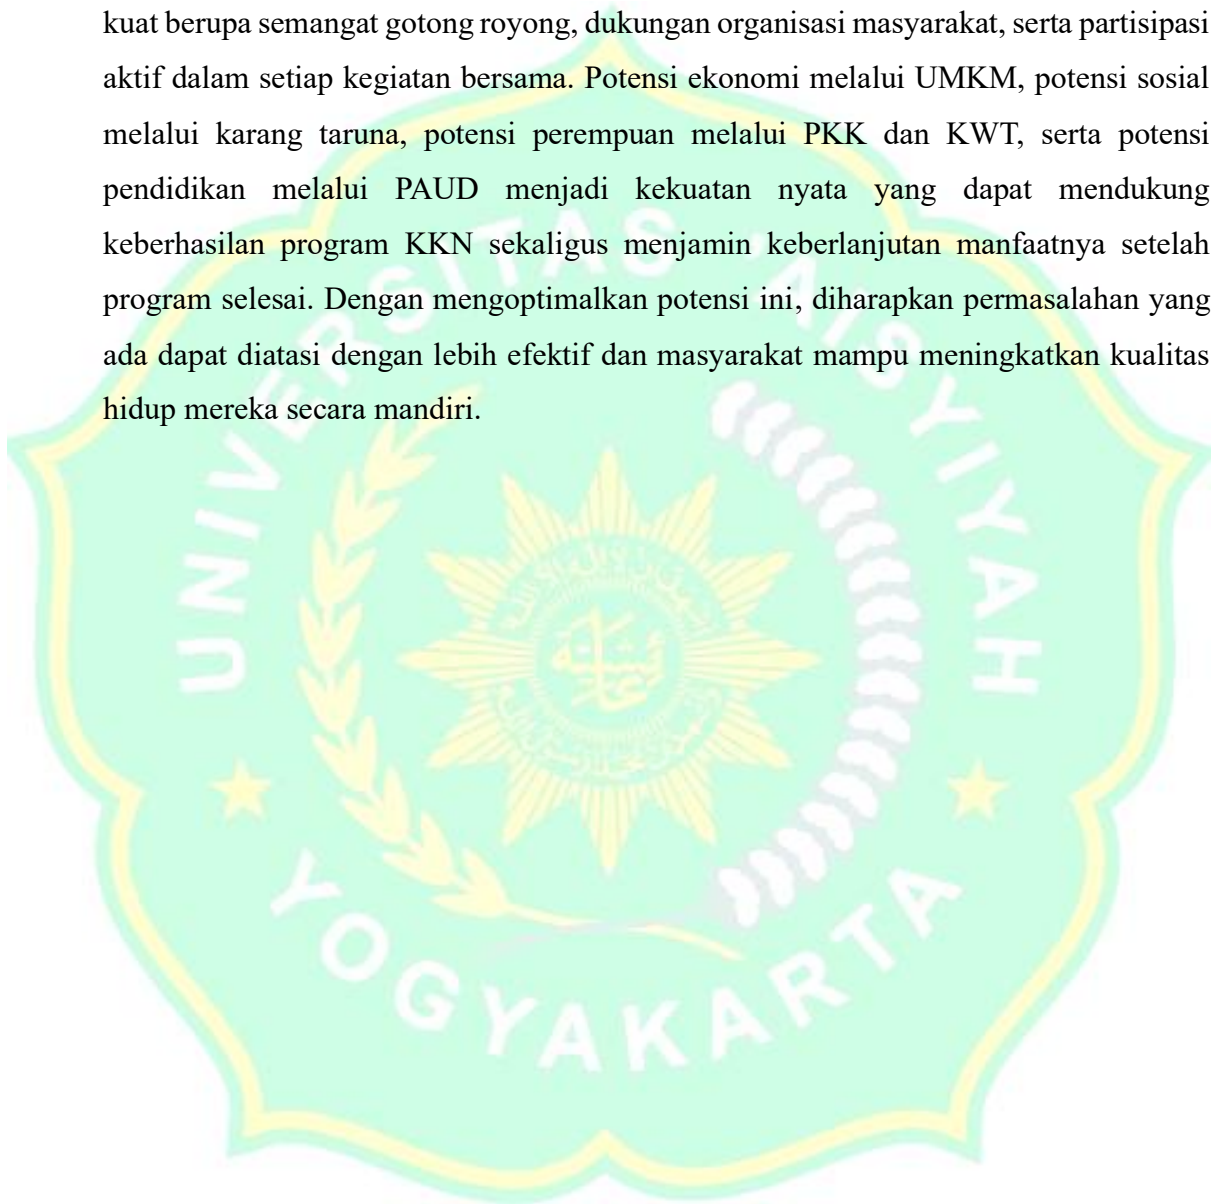 kuat berupa semangat gotong royong, dukungan organisasi masyarakat, serta partisipasi
aktif dalam setiap kegiatan bersama. Potensi ekonomi melalui UMKM, potensi sosial
melalui karang taruna, potensi perempuan melalui PKK dan KWT, serta potensi
pendidikan melalui PAUD menjadi kekuatan nyata yang dapat mendukung
keberhasilan program KKN sekaligus menjamin keberlanjutan manfaatnya setelah
program selesai. Dengan mengoptimalkan potensi ini, diharapkan permasalahan yang
ada dapat diatasi dengan lebih efektif dan masyarakat mampu meningkatkan kualitas
hidup mereka secara mandiri.
UNIVERSITAS 'AISYIYAH
YOGYAKARTA